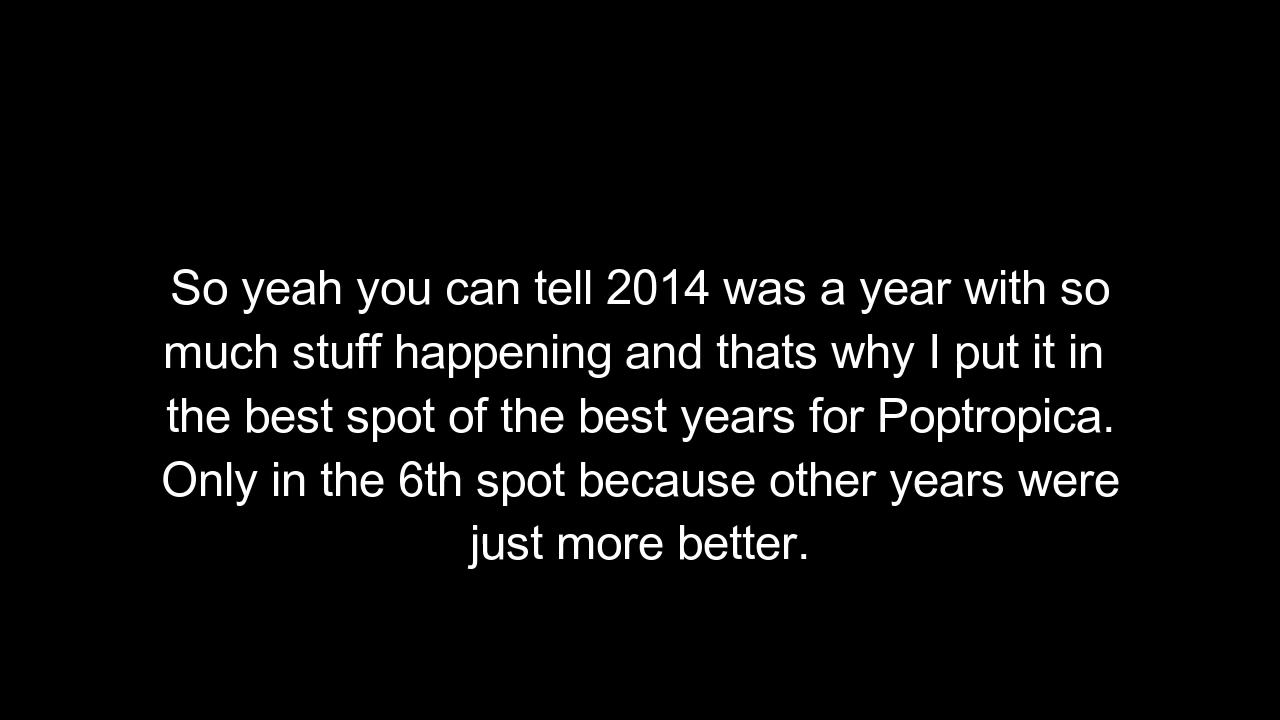 So yeah you can tell 2014 was a year with so
much stuff happening and thats why I put it in
the best spot of the best years for Poptropica.
Only in the 6th spot because other years were
just more better.